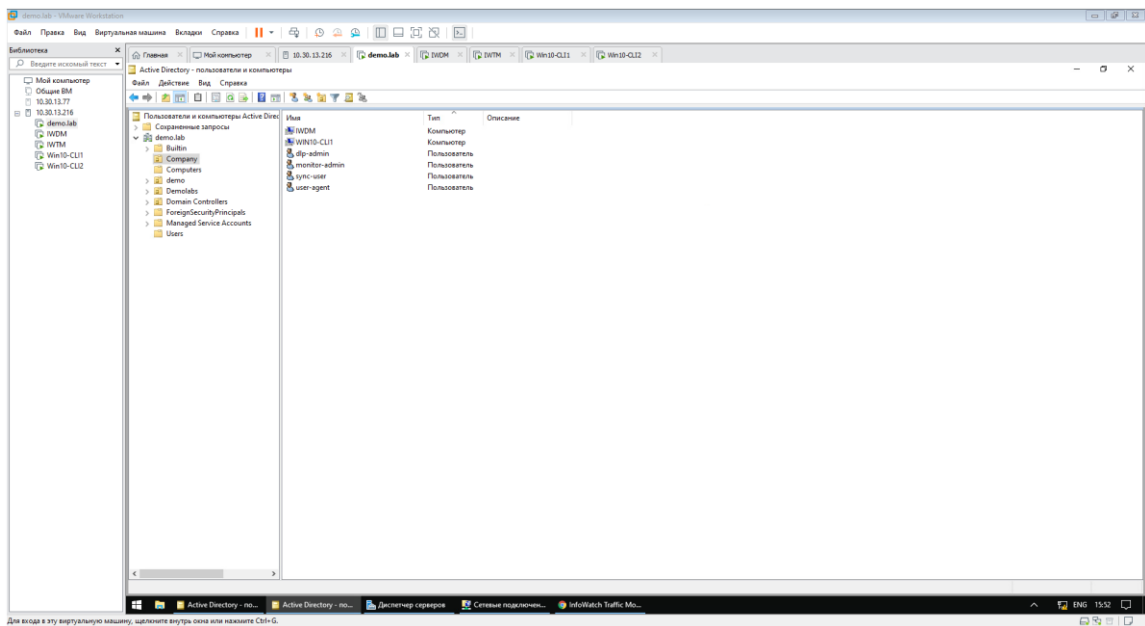 demo.lab - VMware Workstation
Файл Правка Вид Виртуальная машина Вкладки Справка
Библиотека
Введите искомый текст
Мой компьютер
Общие ВМ
10.30.13.77
10.30.13.216
demo.lab
IWDM
IWTM
Win10-CLI1
Win10-CLI2
Главная Мой компьютер 10.30.13.216 demo.lab IWDM IWTM Win10-CLI1 Win10-CLI2
Active Directory - пользователи и компьютеры
Файл Действие Вид Справка
Пользователи и компьютеры Active Direc
Сохраненные запросы
demo.lab
Builtin
Company
Computers
demo
Demolabs
Domain Controllers
ForeignSecurityPrincipals
Managed Service Accounts
Users
Имя Тип Описание
IWDM Компьютер
WIN10-CLI1 Компьютер
dlp-admin Пользователь
monitor-admin Пользователь
sync-user Пользователь
user-agent Пользователь
Active Directory - по... Active Directory - по... Диспетчер серверов Сетевые подключен... InfoWatch Traffic Mo... ENG 15:52
Для входа в эту виртуальную машину, щелкните внутрь окна или нажмите Ctrl+G.